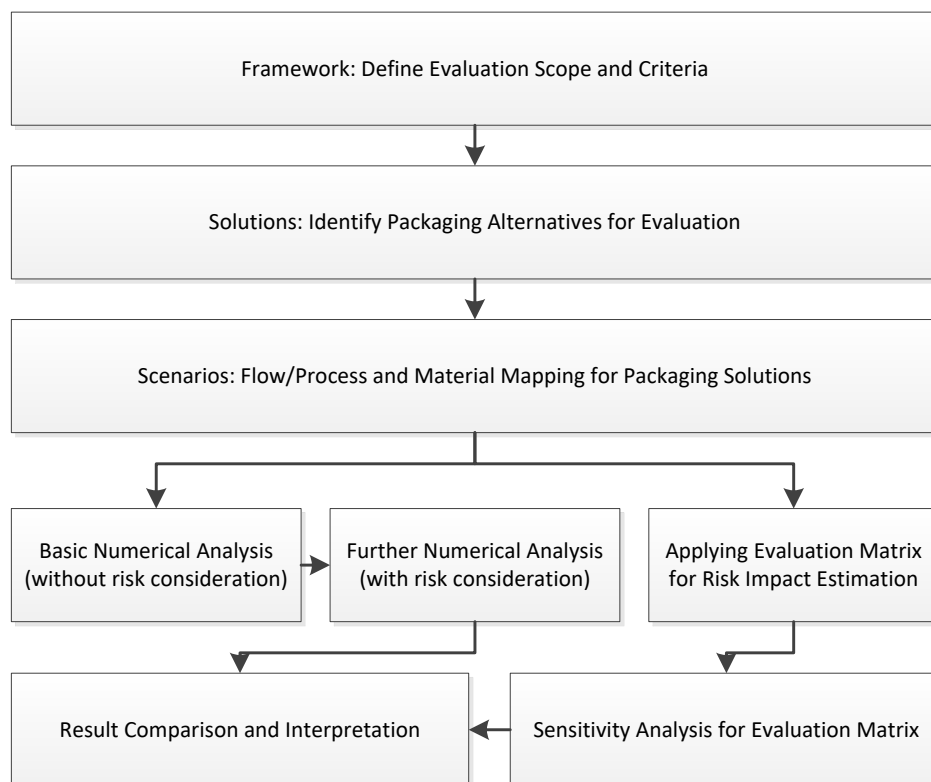 Framework: Define Evaluation Scope and Criteria
Solutions: Identify Packaging Alternatives for Evaluation
Scenarios: Flow/Process and Material Mapping for Packaging Solutions
Basic Numerical Analysis
(without risk consideration)
Further Numerical Analysis
(with risk consideration)
Applying Evaluation Matrix
for Risk Impact Estimation
Result Comparison and Interpretation
Sensitivity Analysis for Evaluation Matrix